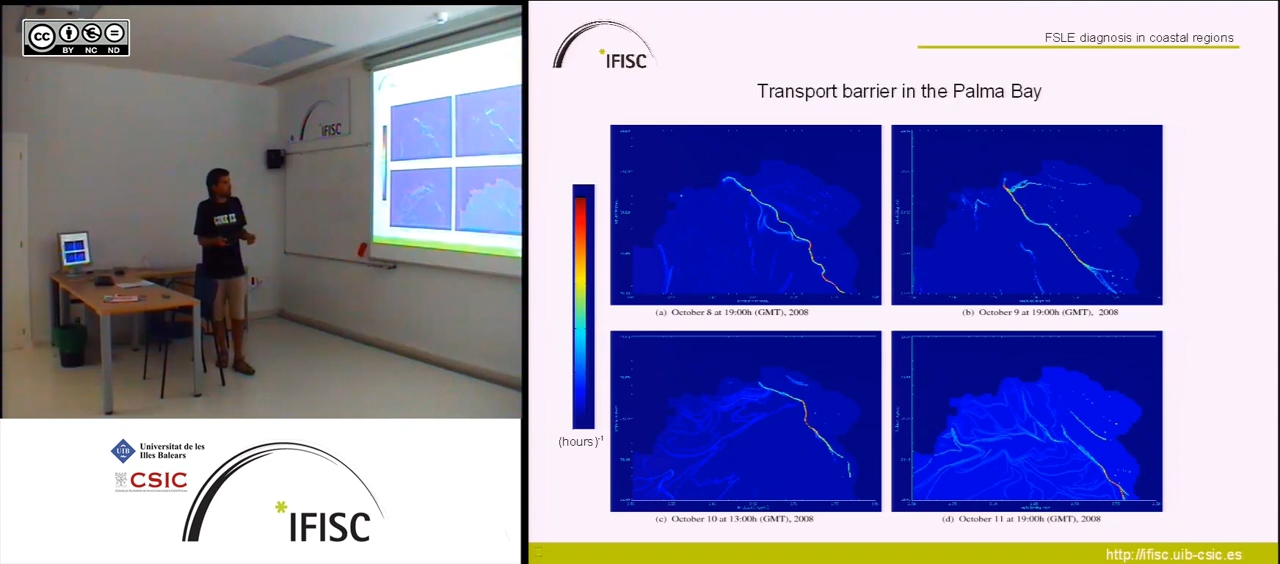 cc
BY NC ND
IFISC
Universitat de les
Illes Balears
UIB
CSIC
IFISC
IFISC
FSLE diagnosis in coastal regions
Transport barrier in the Palma Bay
(a) October 8 at 19:00h (GMT), 2008
(b) October 9 at 19:00h (GMT), 2008
(hours)⁻¹
(c) October 10 at 13:00h (GMT), 2008
(d) October 11 at 19:00h (GMT), 2008
http://ifisc.uib-csic.es